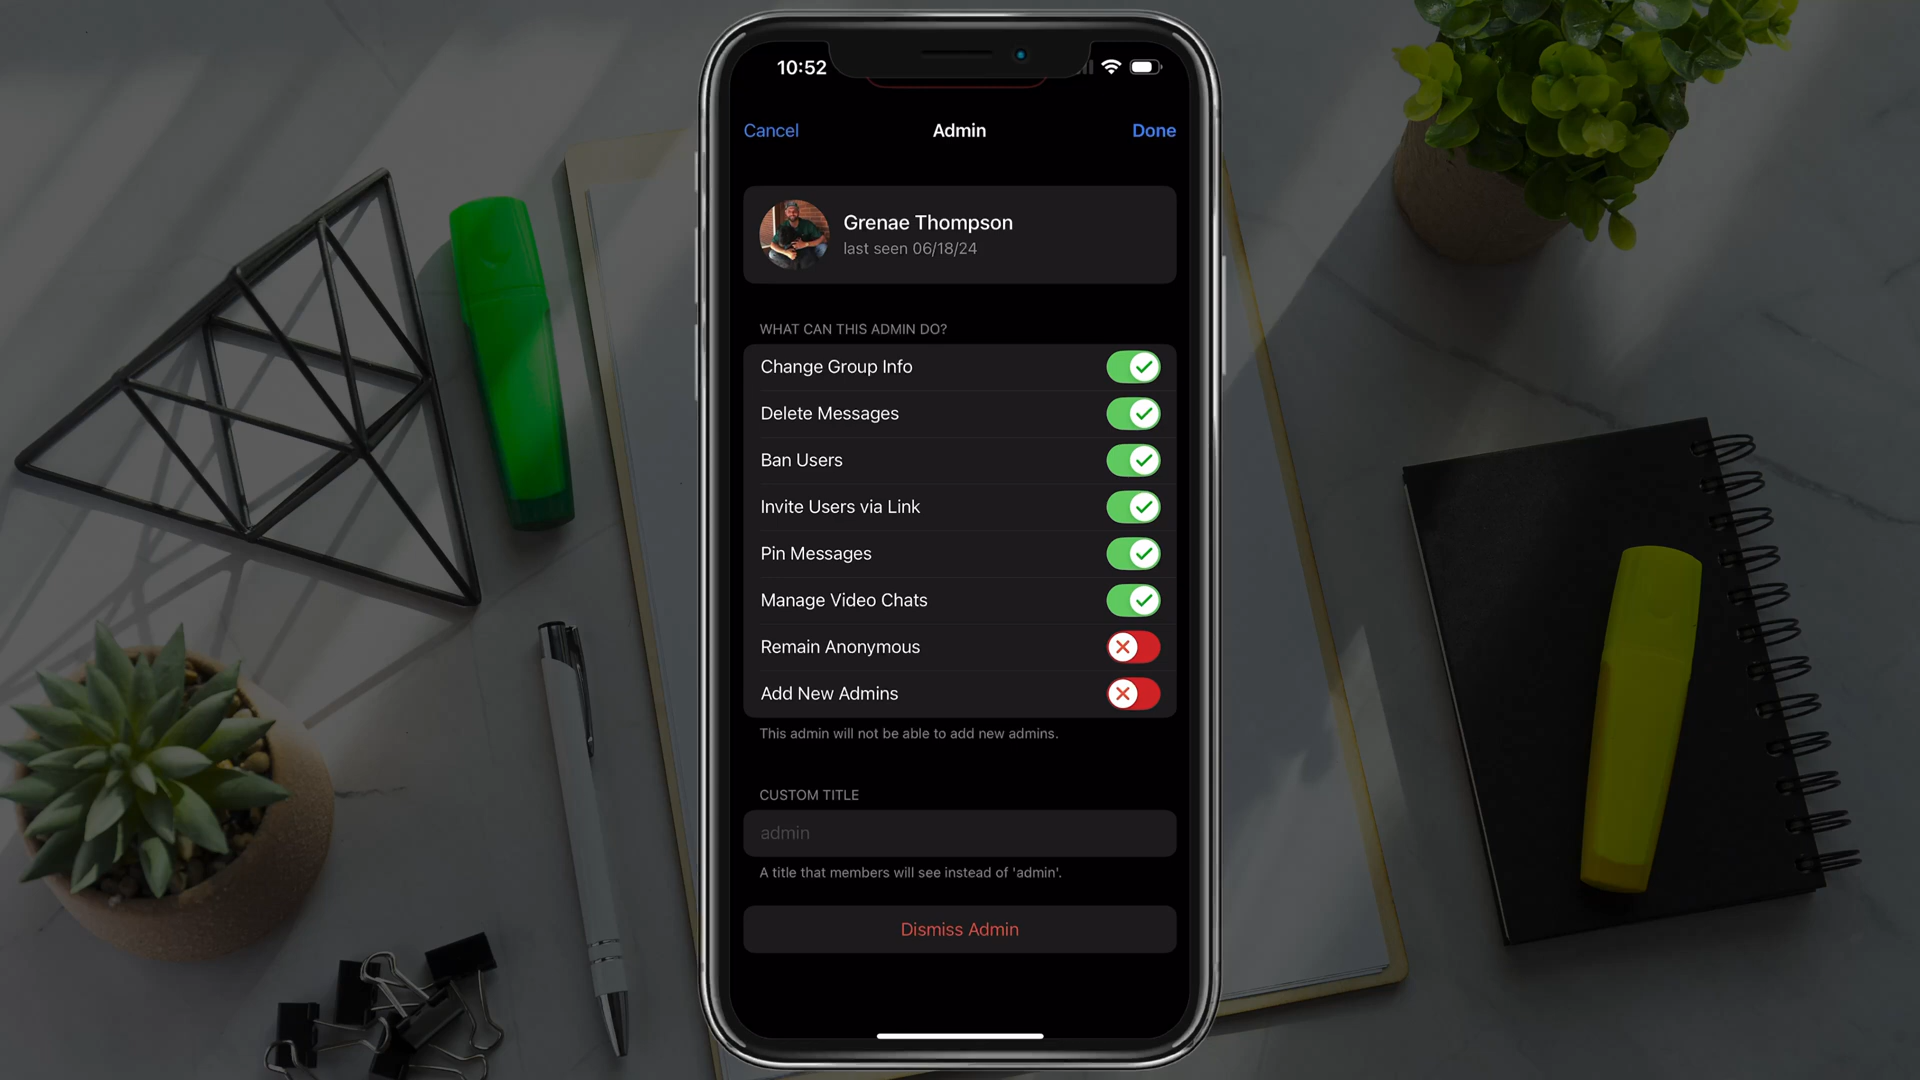 10:52
Cancel
Admin
Done
Grenae Thompson
last seen 06/18/24
WHAT CAN THIS ADMIN DO?
Change Group Info
Delete Messages
Ban Users
Invite Users via Link
Pin Messages
Manage Video Chats
Remain Anonymous
Add New Admins
This admin will not be able to add new admins.
CUSTOM TITLE
admin
A title that members will see instead of 'admin'.
Dismiss Admin